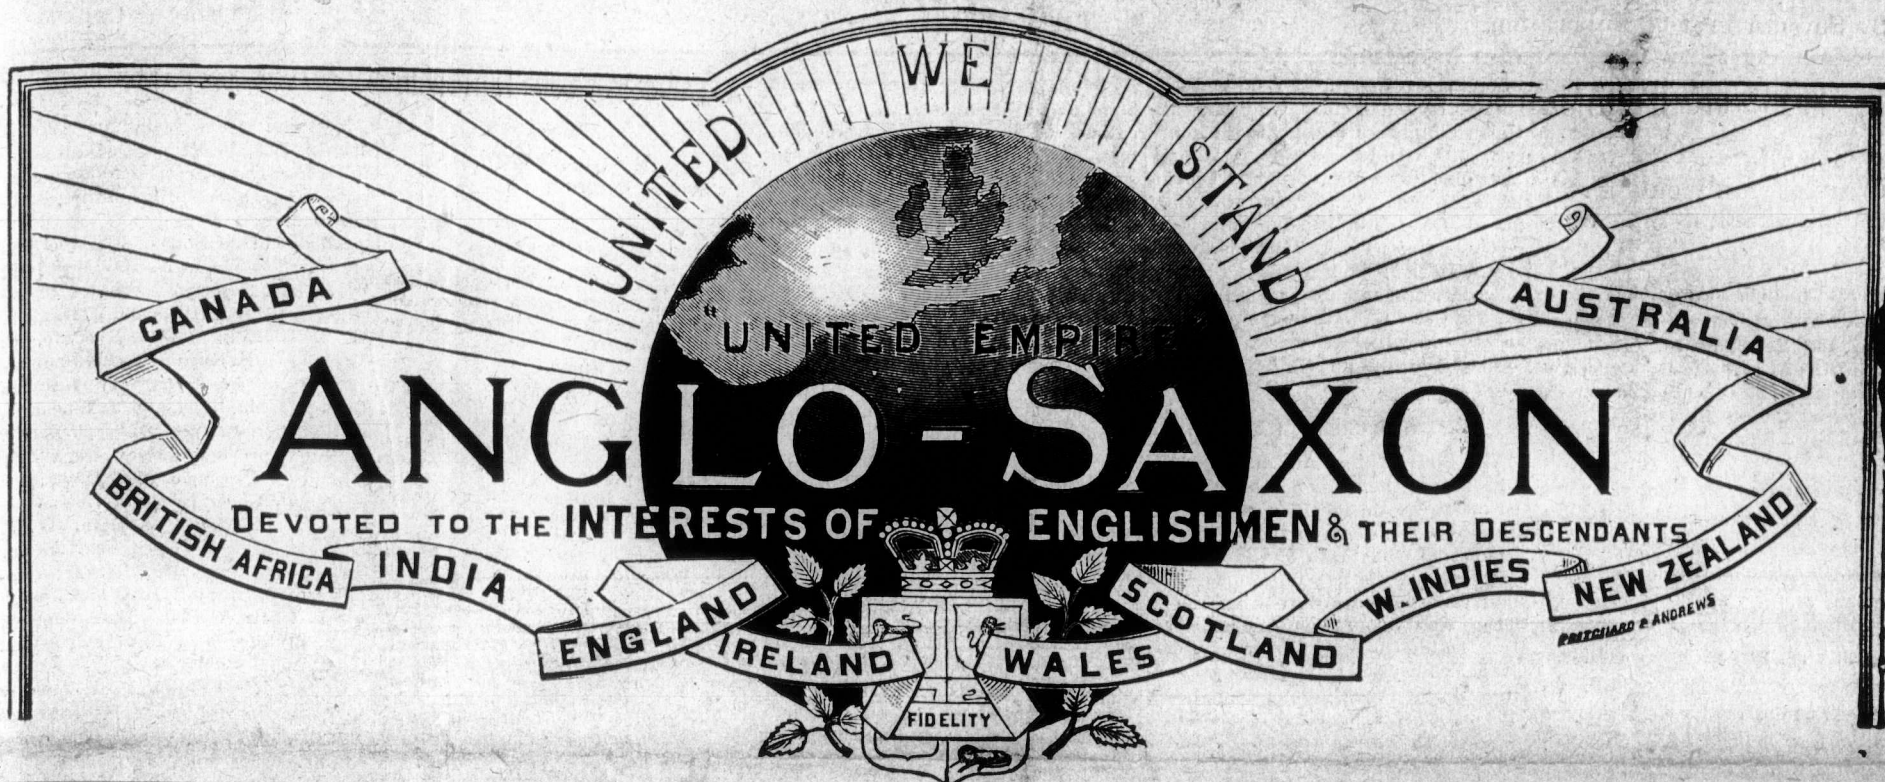 UNITED WE STAND
"UNITED EMPIRE"
CANADA
AUSTRALIA
ANGLO-SAXON
DEVOTED TO THE INTERESTS OF ENGLISHMEN & THEIR DESCENDANTS
BRITISH AFRICA
INDIA
ENGLAND
IRELAND
WALES
SCOTLAND
W. INDIES
NEW ZEALAND
PRITCHARD & ANDREWS
FIDELITY